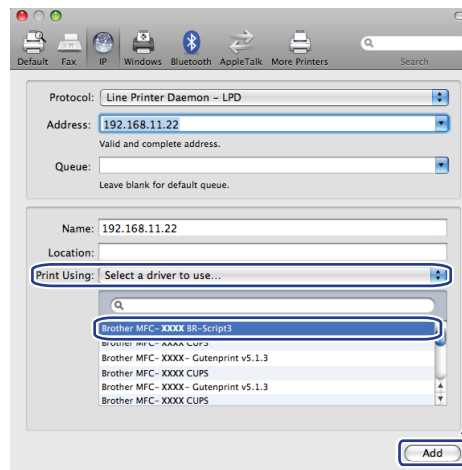 Default Fax IP Windows Bluetooth AppleTalk More Printers Search
Protocol: Line Printer Daemon – LPD
Address: 192.168.11.22
Valid and complete address.
Queue:
Leave blank for default queue.
Name: 192.168.11.22
Location:
Print Using: Select a driver to use...
Brother MFC- XXXX BR-Script3
Brother MFC- XXXX CUPS
Brother MFC- XXXX- Gutenprint v5.1.3
Brother MFC- XXXX CUPS
Brother MFC- XXXX- Gutenprint v5.1.3
Brother MFC- XXXX CUPS
Add